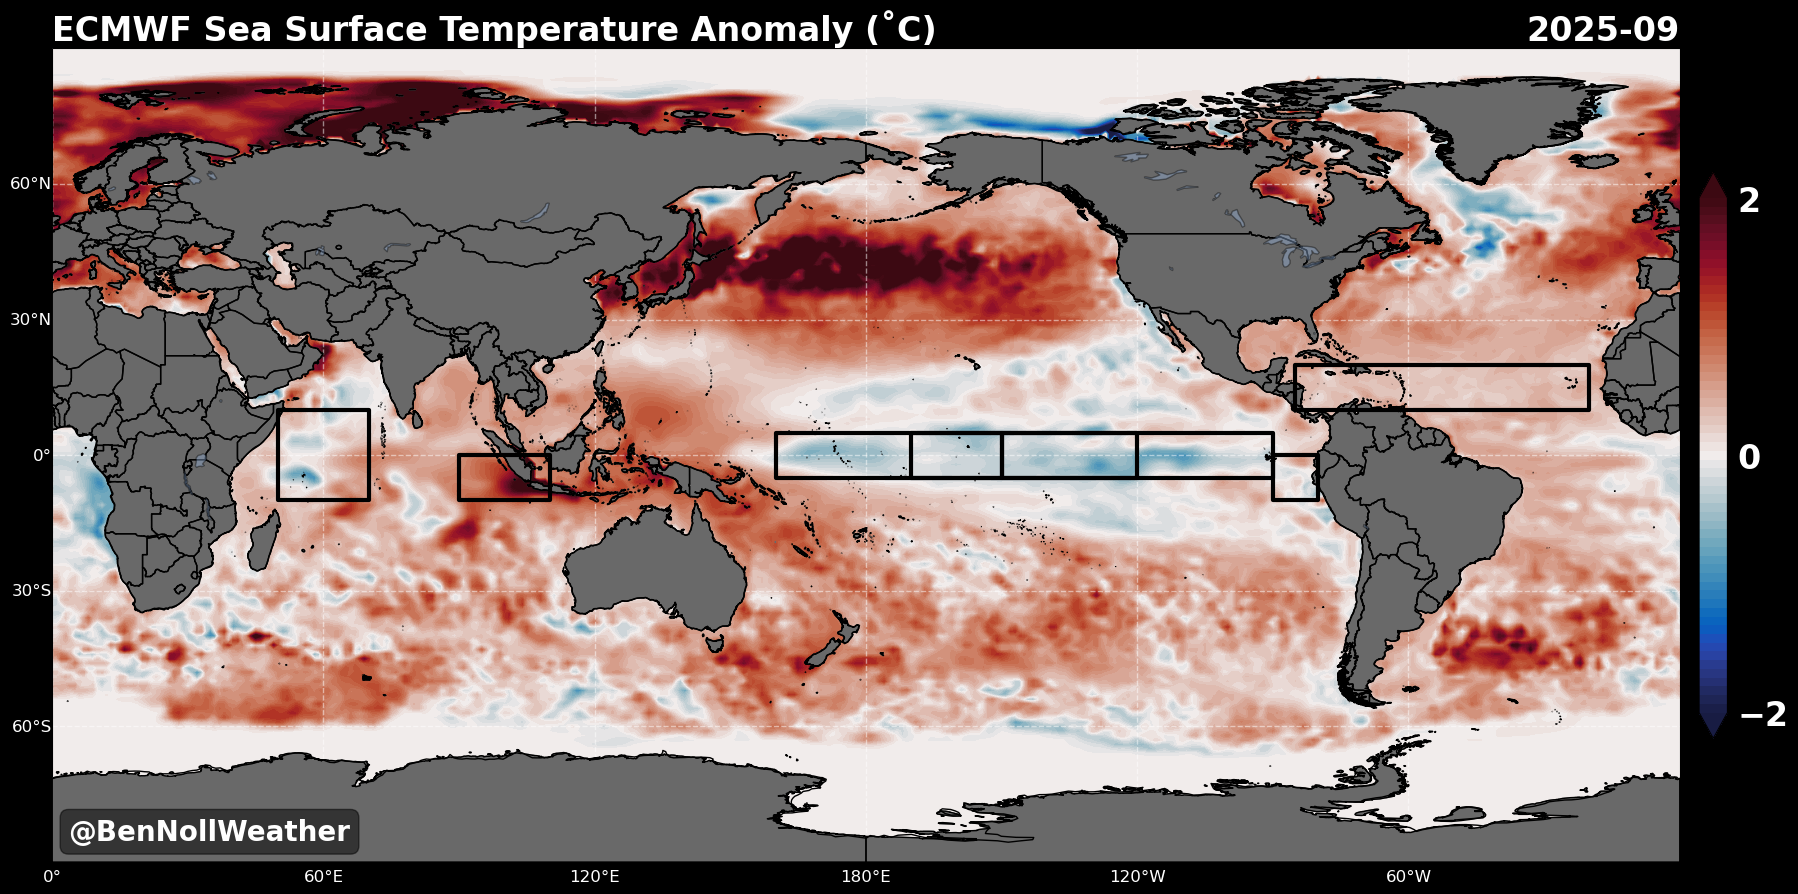 ECMWF Sea Surface Temperature Anomaly (˚C)
2025-09
60°N
30°N
0°
30°S
60°S
0°
60°E
120°E
180°E
120°W
60°W
2
0
−2
@BenNollWeather